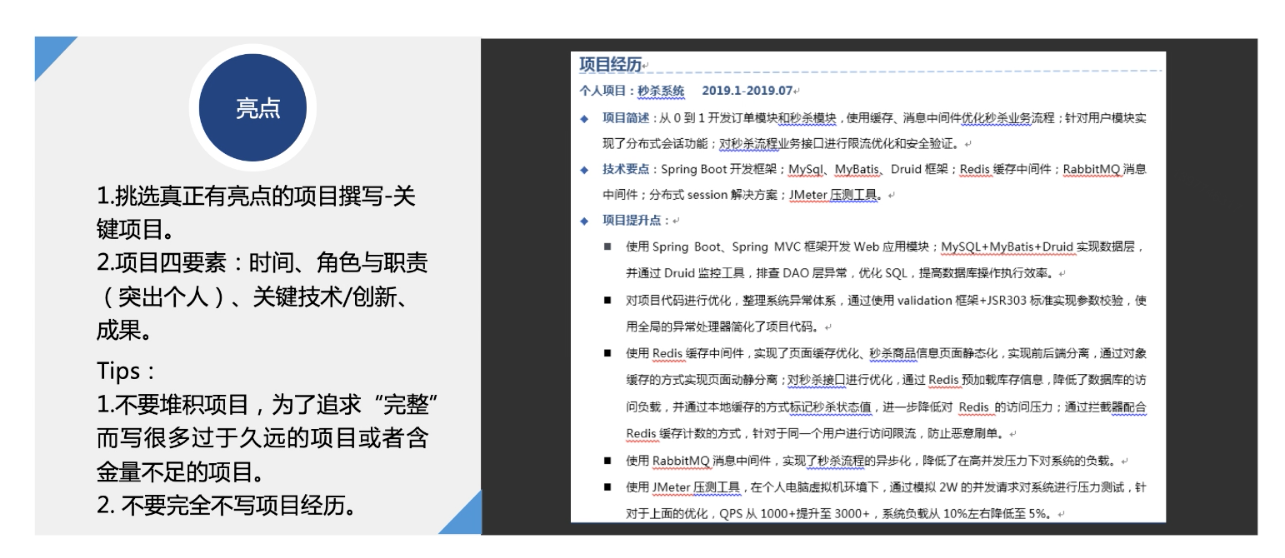 亮点
1.挑选真正有亮点的项目撰写-关
键项目。
2.项目四要素：时间、角色与职责
（突出个人）、关键技术/创新、
成果。
Tips：
1.不要堆积项目，为了追求“完整”
而写很多过于久远的项目或者含
金量不足的项目。
2. 不要完全不写项目经历。
项目经历
个人项目：秒杀系统 2019.1-2019.07
◆ 项目简述：从 0 到 1 开发订单模块和秒杀模块，使用缓存、消息中间件优化秒杀业务流程；针对用户模块实
现了分布式会话功能；对秒杀流程业务接口进行限流优化和安全验证。
◆ 技术要点：Spring Boot 开发框架；MySql、MyBatis、Druid 框架；Redis 缓存中间件；RabbitMQ 消息
中间件；分布式 session 解决方案；JMeter 压测工具。
◆ 项目提升点：
■ 使用 Spring Boot、Spring MVC 框架开发 Web 应用模块；MySQL+MyBatis+Druid 实现数据层，
并通过 Druid 监控工具，排查 DAO 层异常，优化 SQL，提高数据库操作执行效率。
■ 对项目代码进行优化，整理系统异常体系，通过使用 validation 框架+JSR303 标准实现参数校验，使
用全局的异常处理器简化了项目代码。
■ 使用 Redis 缓存中间件，实现了页面缓存优化、秒杀商品信息页面静态化，实现前后端分离，通过对象
缓存的方式实现页面动静分离；对秒杀接口进行优化，通过 Redis 预加载库存信息，降低了数据库的访
问负载，并通过本地缓存的方式标记秒杀状态值，进一步降低对 Redis 的访问压力；通过拦截器配合
Redis 缓存计数的方式，针对于同一个用户进行访问限流，防止恶意刷单。
■ 使用 RabbitMQ 消息中间件，实现了秒杀流程的异步化，降低了在高并发压力下对系统的负载。
■ 使用 JMeter 压测工具，在个人电脑虚拟机环境下，通过模拟 2W 的并发请求对系统进行压力测试，针
对于上面的优化，QPS 从 1000+提升至 3000+，系统负载从 10%左右降低至 5%。